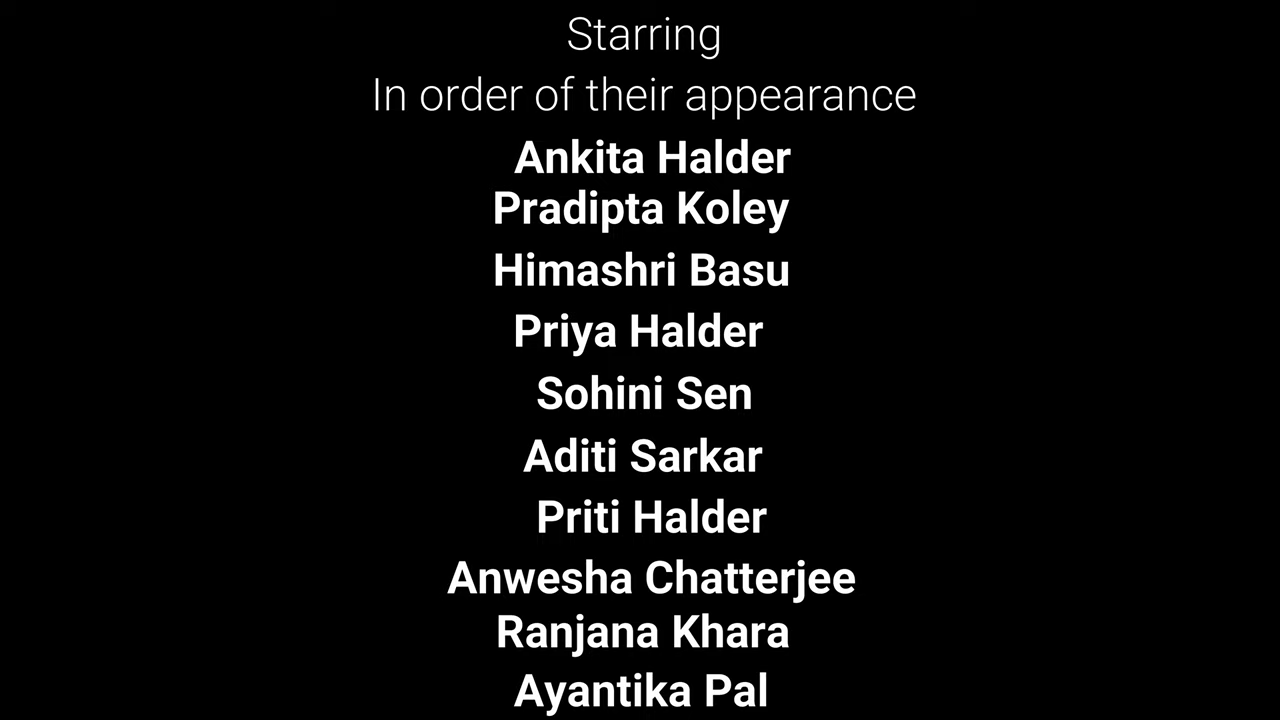 Starring
In order of their appearance
Ankita Halder
Pradipta Koley
Himashri Basu
Priya Halder
Sohini Sen
Aditi Sarkar
Priti Halder
Anwesha Chatterjee
Ranjana Khara
Ayantika Pal